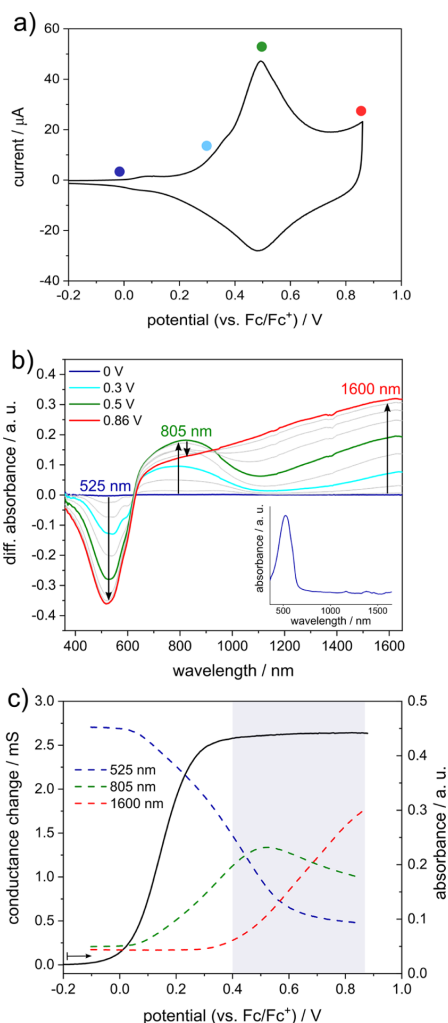 a)
60
40
20
0
-20
-40
current / μA
-0.2 0.0 0.2 0.4 0.6 0.8 1.0
potential (vs. Fc/Fc+) / V
b)
0.4
0.3
0.2
0.1
0.0
-0.1
-0.2
-0.3
-0.4
diff. absorbance / a. u.
0 V
0.3 V
0.5 V
0.86 V
805 nm
1600 nm
525 nm
absorbance / a. u.
500 1000 1500
wavelength / nm
400 600 800 1000 1200 1400 1600
wavelength / nm
c)
3.0
2.5
2.0
1.5
1.0
0.5
0.0
conductance change / mS
525 nm
805 nm
1600 nm
0.5
0.4
0.3
0.2
0.1
0.0
absorbance / a. u.
-0.2 0.0 0.2 0.4 0.6 0.8 1.0
potential (vs. Fc/Fc+) / V